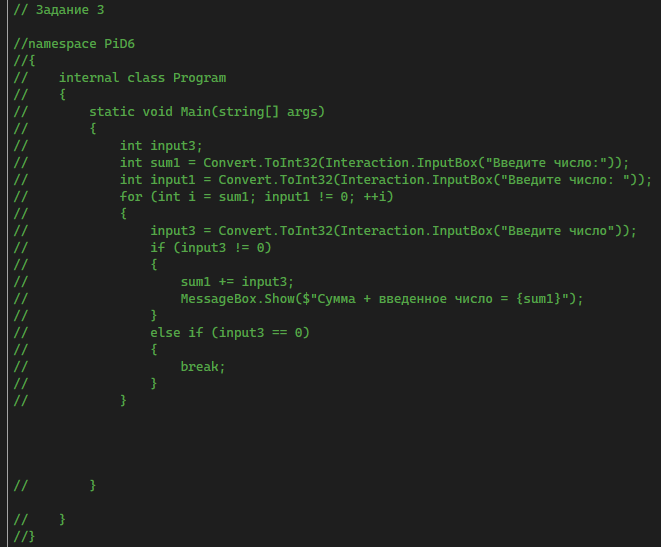 // Задание 3
//namespace PiD6
//{
//    internal class Program
//    {
//        static void Main(string[] args)
//        {
//            int input3;
//            int sum1 = Convert.ToInt32(Interaction.InputBox("Введите число:"));
//            int input1 = Convert.ToInt32(Interaction.InputBox("Введите число: "));
//            for (int i = sum1; input1 != 0; ++i)
//            {
//                input3 = Convert.ToInt32(Interaction.InputBox("Введите число"));
//                if (input3 != 0)
//                {
//                    sum1 += input3;
//                    MessageBox.Show($"Сумма + введенное число = {sum1}");
//                }
//                else if (input3 == 0)
//                {
//                    break;
//                }
//            }
//        }
//    }
//}